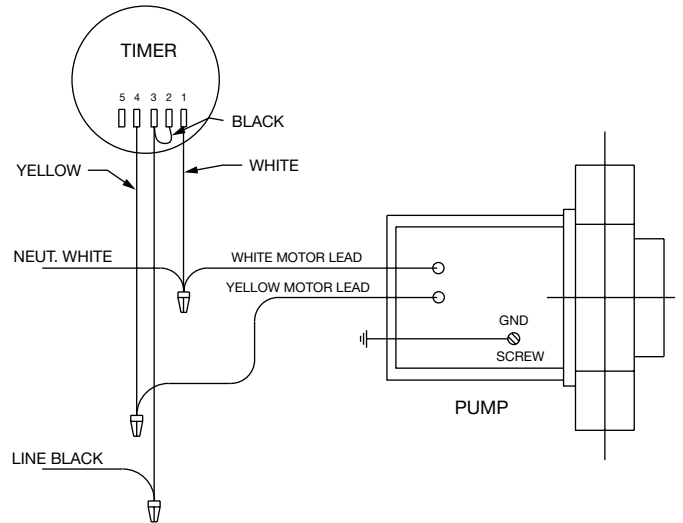 TIMER
5 4 3 2 1
BLACK
YELLOW
WHITE
NEUT. WHITE
WHITE MOTOR LEAD
YELLOW MOTOR LEAD
GND
SCREW
PUMP
LINE BLACK